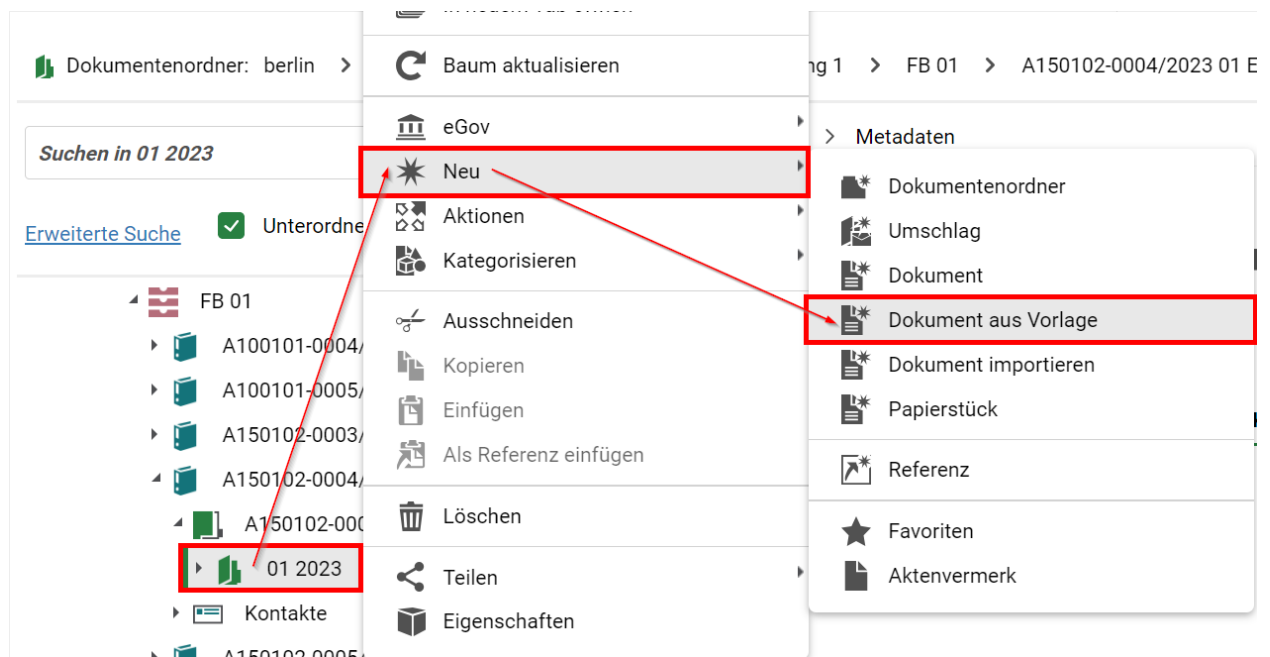 Dokumentenordner: berlin >
ng 1 > FB 01 > A150102-0004/2023 01 E
Suchen in 01 2023
Erweiterte Suche
Unterordne
FB 01
A100101-0004/
A100101-0005/
A150102-0003/
A150102-0004/
A150102-000
01 2023
Kontakte
A150102-0005/
Baum aktualisieren
eGov
Neu
Aktionen
Kategorisieren
Ausschneiden
Kopieren
Einfügen
Als Referenz einfügen
Löschen
Teilen
Eigenschaften
> Metadaten
Dokumentenordner
Umschlag
Dokument
Dokument aus Vorlage
Dokument importieren
Papierstück
Referenz
Favoriten
Aktenvermerk